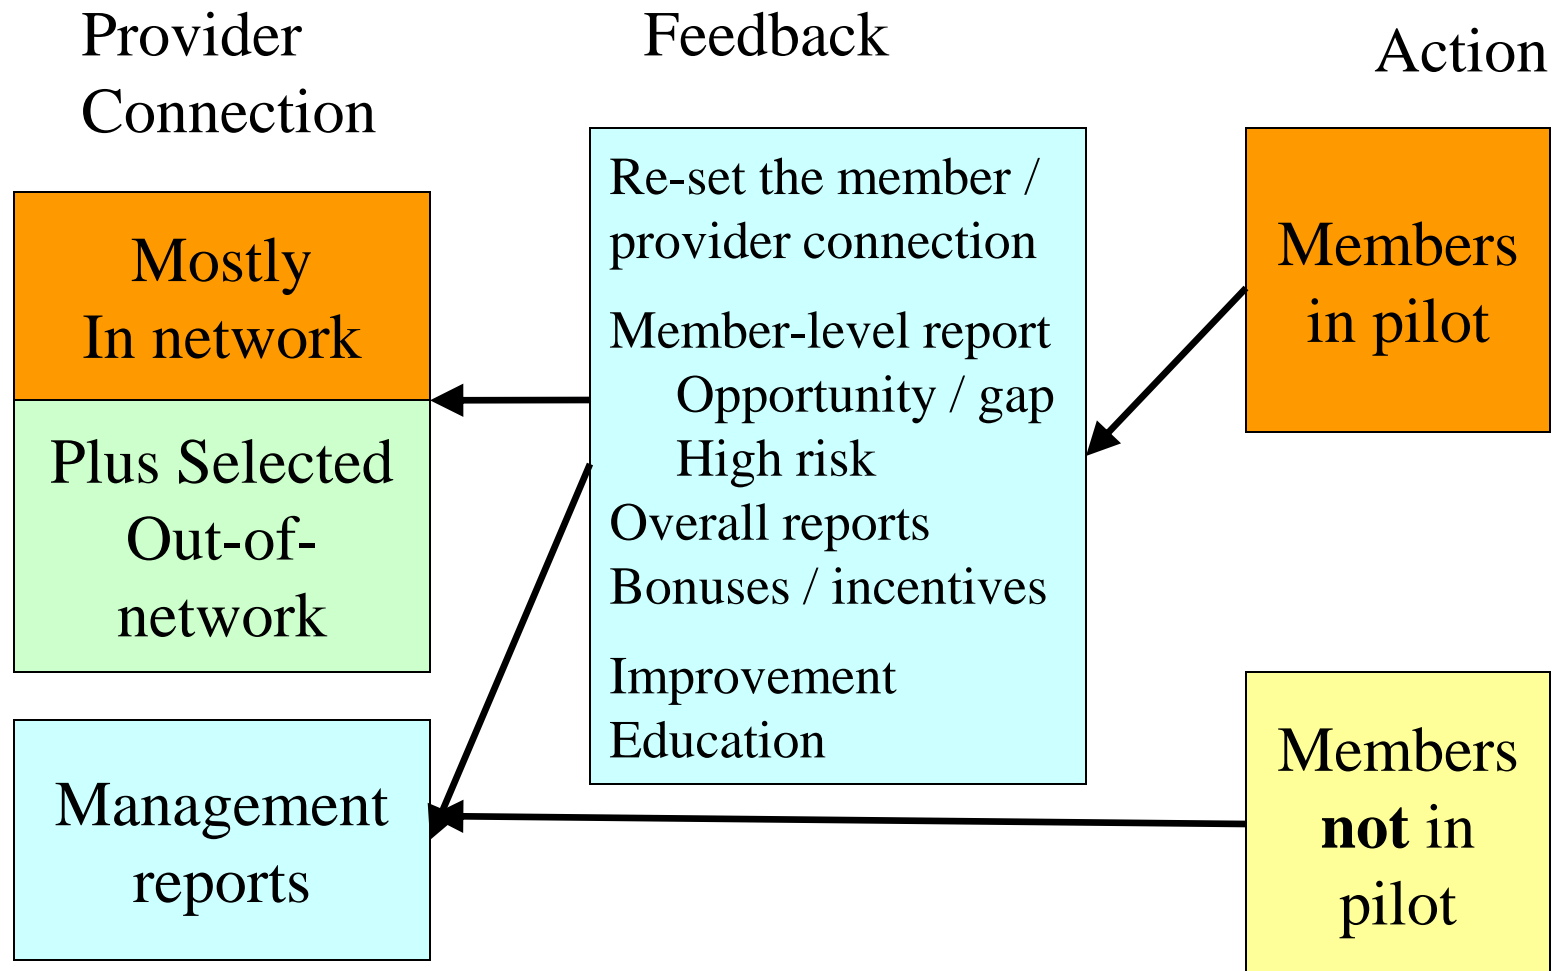 Provider
Connection
Feedback
Action
Mostly
In network
Plus Selected
Out-of-
network
Management
reports
Re-set the member /
provider connection
Member-level report
Opportunity / gap
High risk
Overall reports
Bonuses / incentives
Improvement
Education
Members
in pilot
Members
not in
pilot